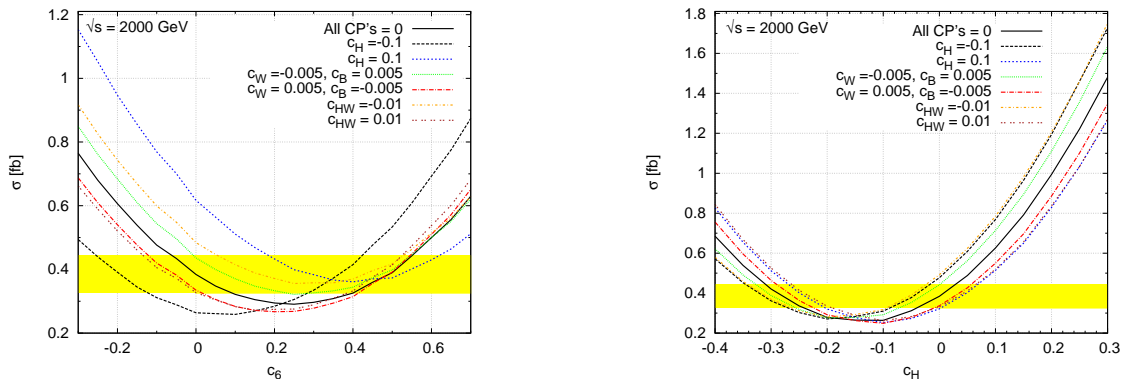 √s = 2000 GeV
All CP's = 0
c_H =-0.1
c_H = 0.1
c_W = -0.005, c_B = 0.005
c_W = 0.005, c_B =-0.005
c_HW =-0.01
c_HW = 0.01
σ [fb]
1.2
1
0.8
0.6
0.4
0.2
-0.2 0 0.2 0.4 0.6
c_6
√s = 2000 GeV
All CP's = 0
c_H =-0.1
c_H = 0.1
c_W = -0.005, c_B = 0.005
c_W = 0.005, c_B =-0.005
c_HW =-0.01
c_HW = 0.01
σ [fb]
1.8
1.6
1.4
1.2
1
0.8
0.6
0.4
0.2
-0.4 -0.3 -0.2 -0.1 0 0.1 0.2 0.3
c_H